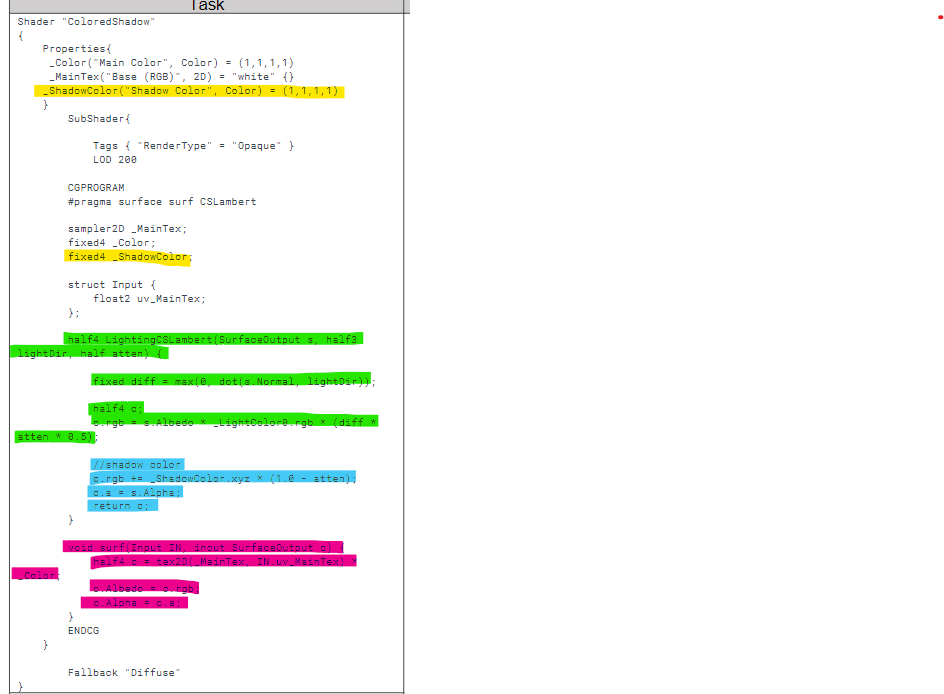 Task
Shader "ColoredShadow"
{
Properties{
_Color("Main Color", Color) = (1,1,1,1)
_MainTex("Base (RGB)", 2D) = "white" {}
_ShadowColor("Shadow Color", Color) = (1,1,1,1)
}
SubShader{
Tags { "RenderType" = "Opaque" }
LOD 200
CGPROGRAM
#pragma surface surf CSLambert
sampler2D _MainTex;
fixed4 _Color;
fixed4 _ShadowColor;
struct Input {
float2 uv_MainTex;
};
half4 LightingCSLambert(SurfaceOutput s, half3
lightDir, half atten) {
fixed diff = max(0, dot(s.Normal, lightDir));
half4 c;
c.rgb = s.Albedo * _LightColor0.rgb * (diff *
atten * 0.5);
//shadow color
c.rgb += _ShadowColor.xyz * (1.0 - atten);
c.a = s.Alpha;
return c;
}
void surf(Input IN, inout SurfaceOutput o) {
half4 c = tex2D(_MainTex, IN.uv_MainTex) *
_Color;
o.Albedo = c.rgb;
o.Alpha = c.a;
}
ENDCG
}
Fallback "Diffuse"
}